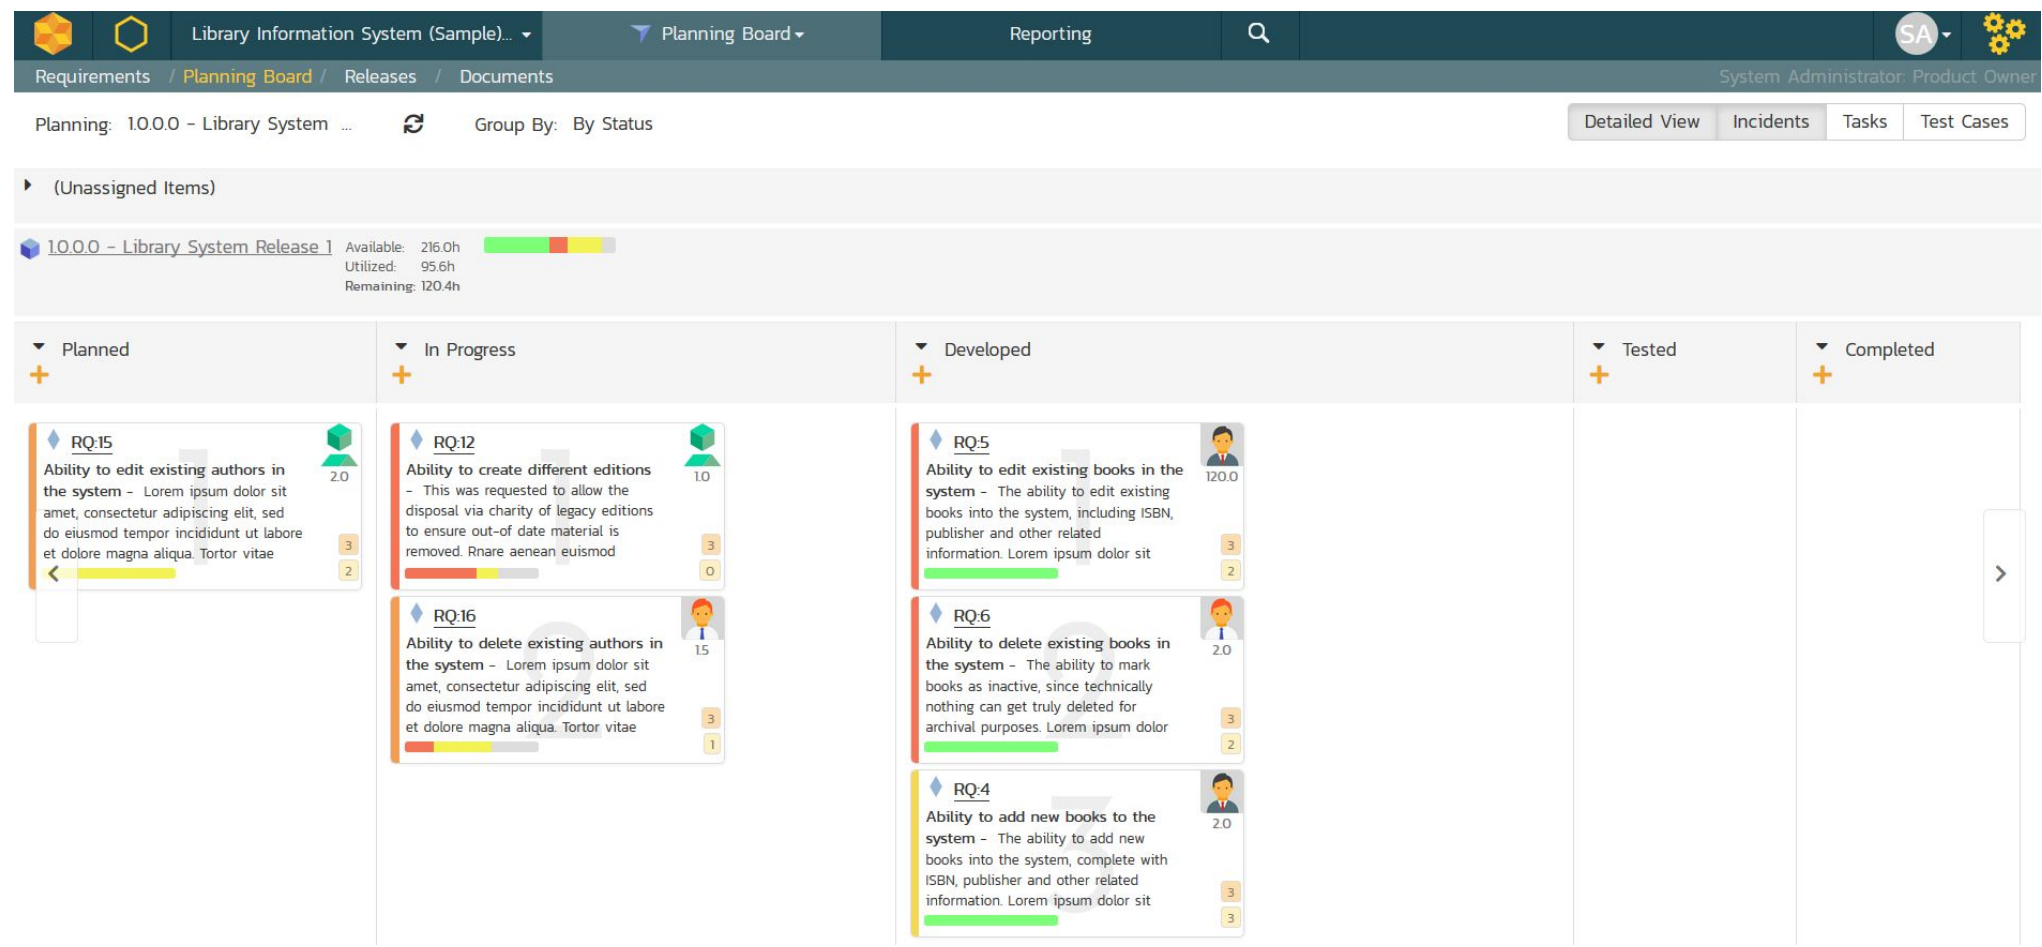 Library Information System (Sample)...
Planning Board
Reporting
SA
Requirements / Planning Board / Releases / Documents
System Administrator: Product Owner
Planning: 1.0.0.0 - Library System ...
Group By: By Status
Detailed View
Incidents
Tasks
Test Cases
(Unassigned Items)
1.0.0.0 - Library System Release 1
Available: 216.0h
Utilized: 95.6h
Remaining: 120.4h
Planned
In Progress
Developed
Tested
Completed
1
RQ:15
Ability to edit existing authors in
the system - Lorem ipsum dolor sit
amet, consectetur adipiscing elit, sed
do eiusmod tempor incididunt ut labore
et dolore magna aliqua. Tortor vitae
2.0
3
2
1
RQ:12
Ability to create different editions
- This was requested to allow the
disposal via charity of legacy editions
to ensure out-of date material is
removed. Rnare aenean euismod
1.0
3
0
2
RQ:16
Ability to delete existing authors in
the system - Lorem ipsum dolor sit
amet, consectetur adipiscing elit, sed
do eiusmod tempor incididunt ut labore
et dolore magna aliqua. Tortor vitae
1.5
3
1
1
RQ:5
Ability to edit existing books in the
system - The ability to edit existing
books into the system, including ISBN,
publisher and other related
information. Lorem ipsum dolor sit
120.0
3
2
2
RQ:6
Ability to delete existing books in
the system - The ability to mark
books as inactive, since technically
nothing can get truly deleted for
archival purposes. Lorem ipsum dolor
2.0
3
2
3
RQ:4
Ability to add new books to the
system - The ability to add new
books into the system, complete with
ISBN, publisher and other related
information. Lorem ipsum dolor sit
2.0
3
3